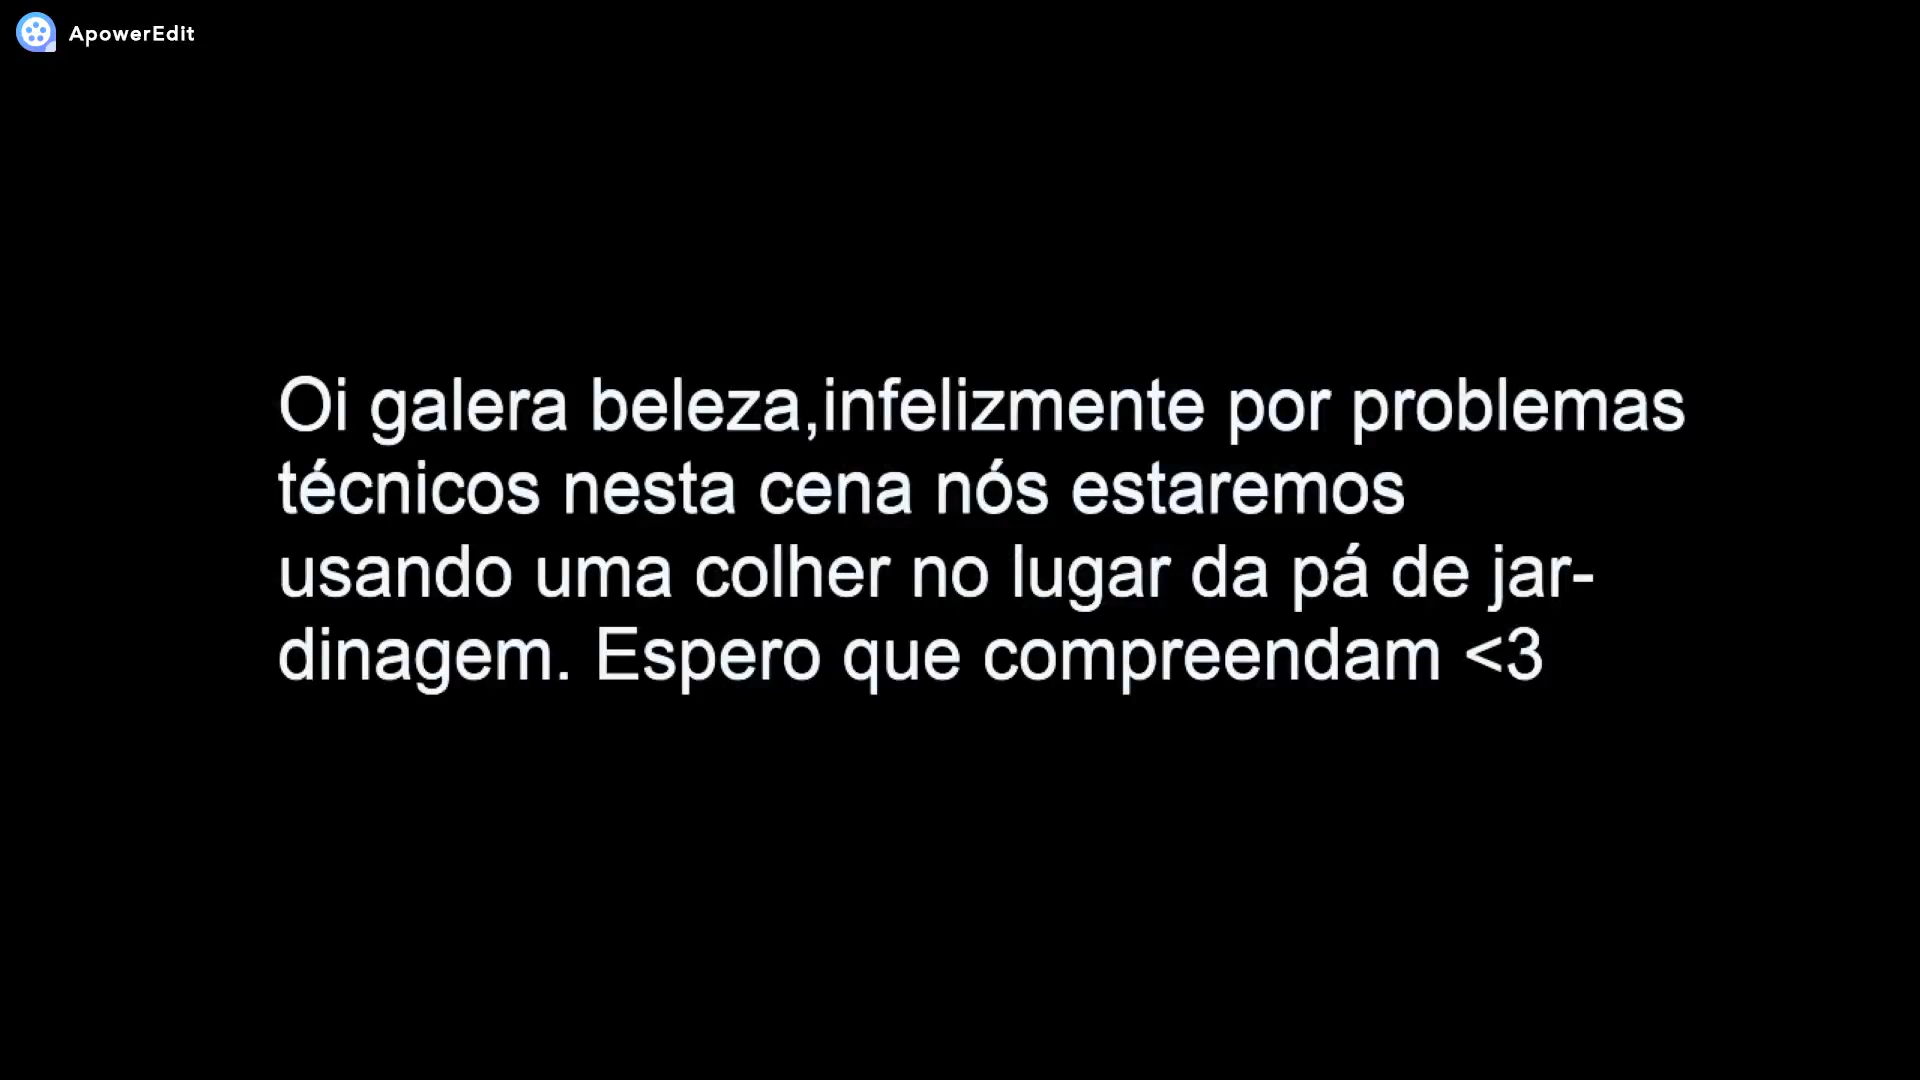 ApowerEdit
Oi galera beleza,infelizmente por problemas
técnicos nesta cena nós estaremos
usando uma colher no lugar da pá de jar-
dinagem. Espero que compreendam <3